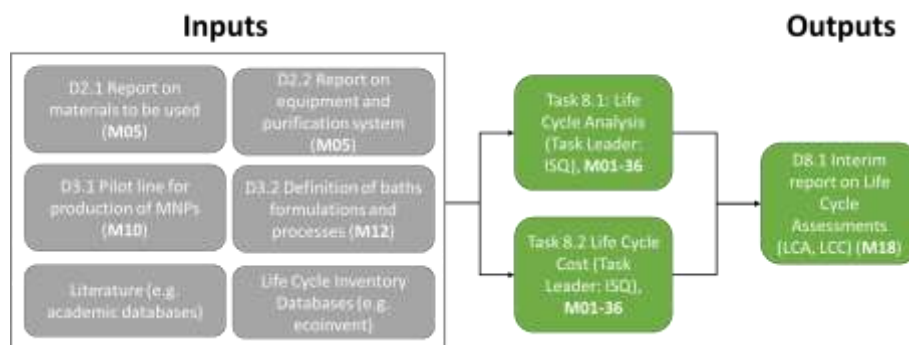 Inputs
Outputs
D2.1 Report on
materials to be used
(M05)
D2.2 Report on
equipment and
purification system
(M05)
D3.1 Pilot line for
production of MNPs
(M10)
D3.2 Definition of baths
formulations and
processes (M12)
Literature (e.g.
academic databases)
Life Cycle Inventory
Databases (e.g.
ecoinvent)
Task 8.1: Life
Cycle Analysis
(Task Leader:
ISQ), M01-36
Task 8.2 Life Cycle
Cost (Task
Leader: ISQ),
M01-36
D8.1 Interim
report on Life
Cycle
Assessments
(LCA, LCC) (M18)